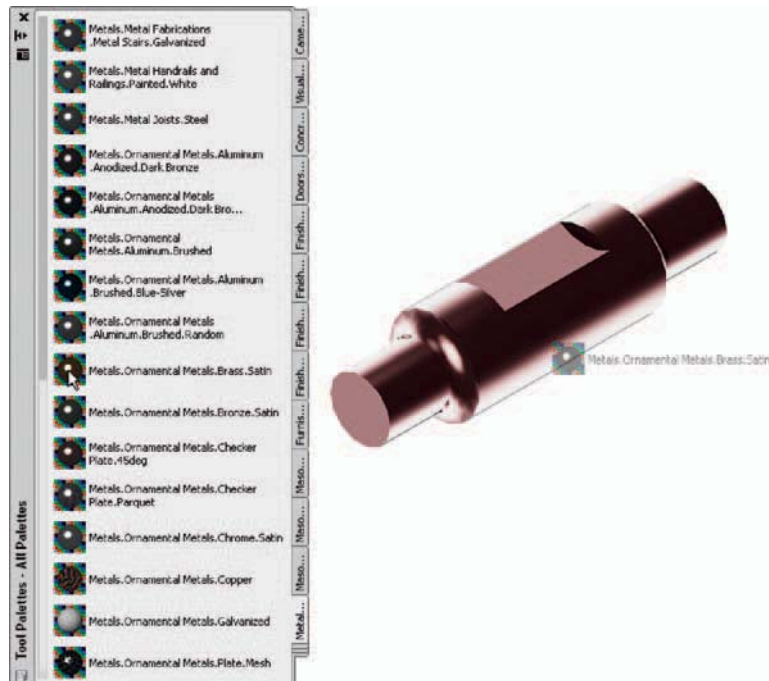 Metals.Metal Fabrications
.Metal Stairs.Galvanized
Metals.Metal Handrails and
Railings.Painted.White
Metals.Metal Joists.Steel
Metals.Ornamental Metals.Aluminum
.Anodized.Dark Bronze
Metals.Ornamental Metals
.Aluminum.Anodized.Dark Bro...
Metals.Ornamental
Metals.Aluminum.Brushed
Metals.Ornamental Metals.Aluminum
.Brushed.Blue-Silver
Metals.Ornamental Metals
.Aluminum.Brushed.Random
Metals.Ornamental Metals.Brass.Satin
Metals.Ornamental Metals.Bronze.Satin
Metals.Ornamental Metals.Checker
Plate.45deg
Metals.Ornamental Metals.Checker
Plate.Parquet
Metals.Ornamental Metals.Chrome.Satin
Metals.Ornamental Metals.Copper
Metals.Ornamental Metals.Galvanized
Metals.Ornamental Metals.Plate.Mesh
Tool Palettes - All Palettes
Came...
Visual...
Concr...
Doors...
Finish...
Finish...
Finish...
Finish...
Furnis...
Maso...
Maso...
Maso...
Metal...
Metals.Ornamental Metals.Brass.Satin